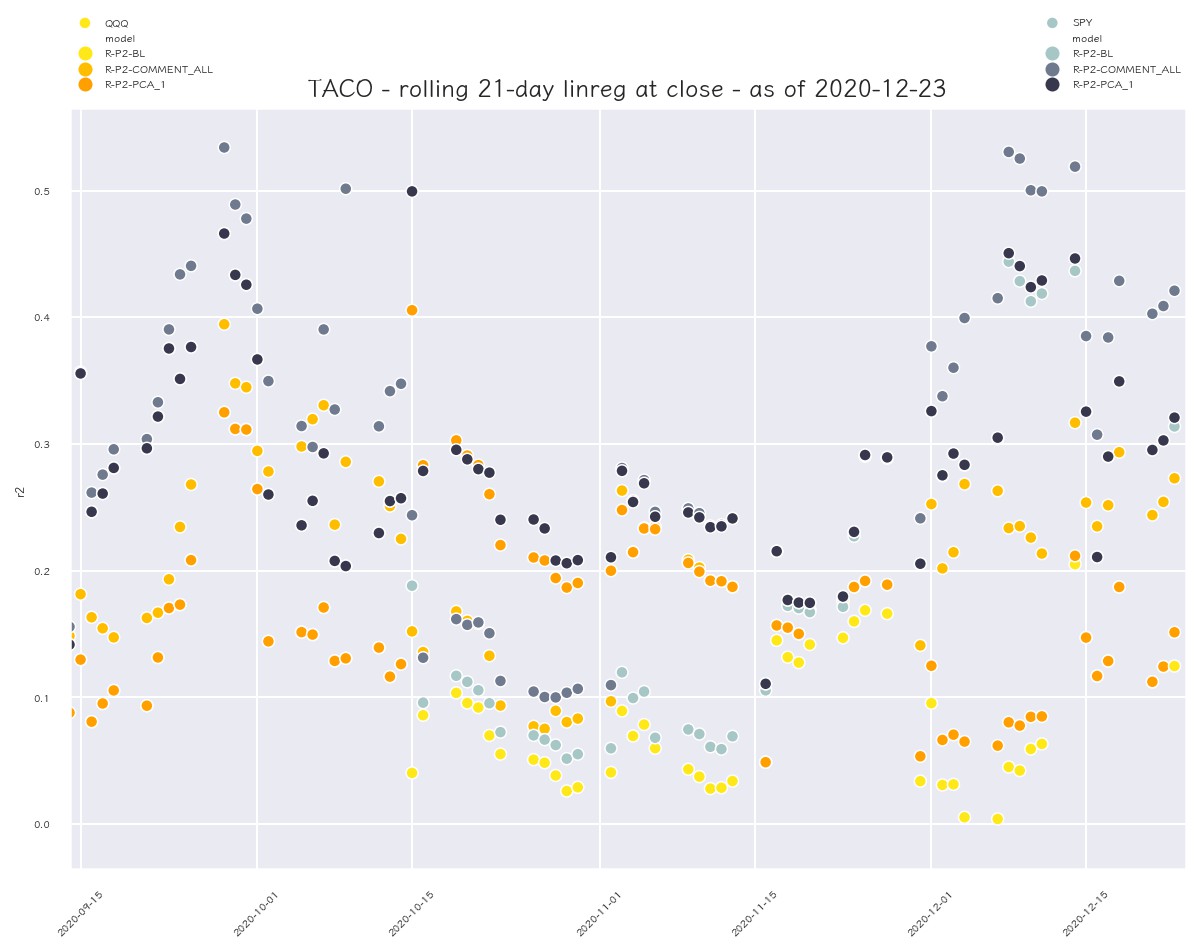 QQQ
model
R-P2-BL
R-P2-COMMENT_ALL
R-P2-PCA_1
SPY
model
R-P2-BL
R-P2-COMMENT_ALL
R-P2-PCA_1
TACO - rolling 21-day linreg at close - as of 2020-12-23
r2
0.5
0.4
0.3
0.2
0.1
0.0
2020-09-15
2020-10-01
2020-10-15
2020-11-01
2020-11-15
2020-12-01
2020-12-15